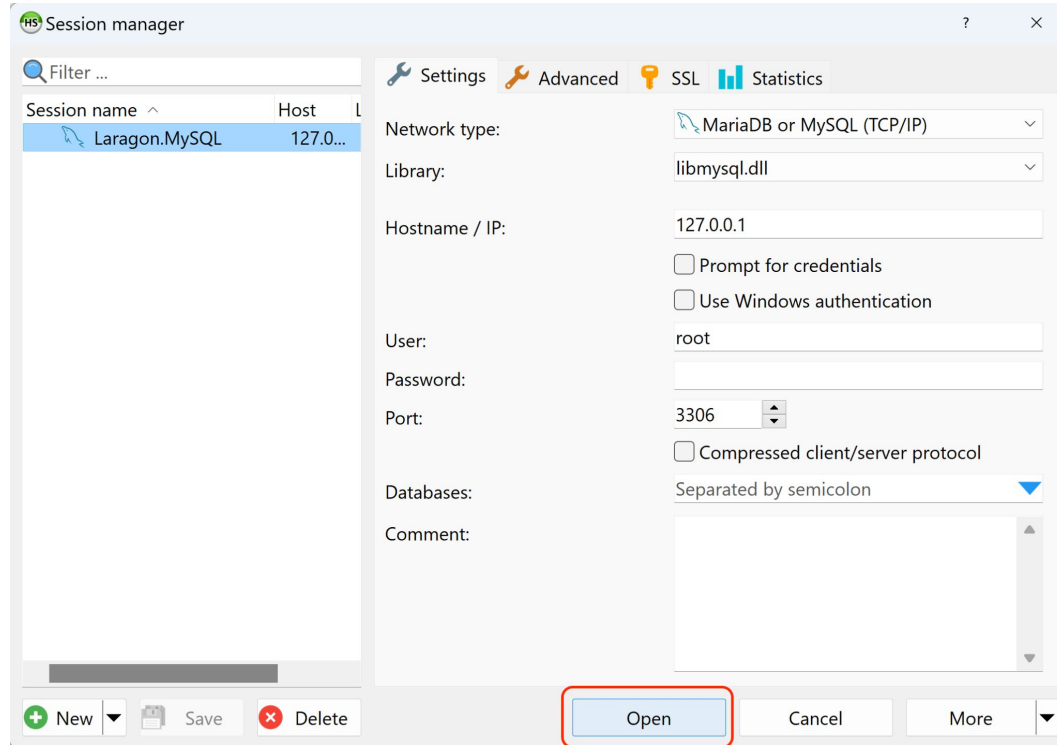 HS Session manager ? ×
Filter ...
Settings Advanced SSL Statistics
Session name Host L
Laragon.MySQL 127.0...
Network type: MariaDB or MySQL (TCP/IP)
Library: libmysql.dll
Hostname / IP: 127.0.0.1
Prompt for credentials
Use Windows authentication
User: root
Password:
Port: 3306
Compressed client/server protocol
Databases: Separated by semicolon
Comment:
New Save Delete Open Cancel More